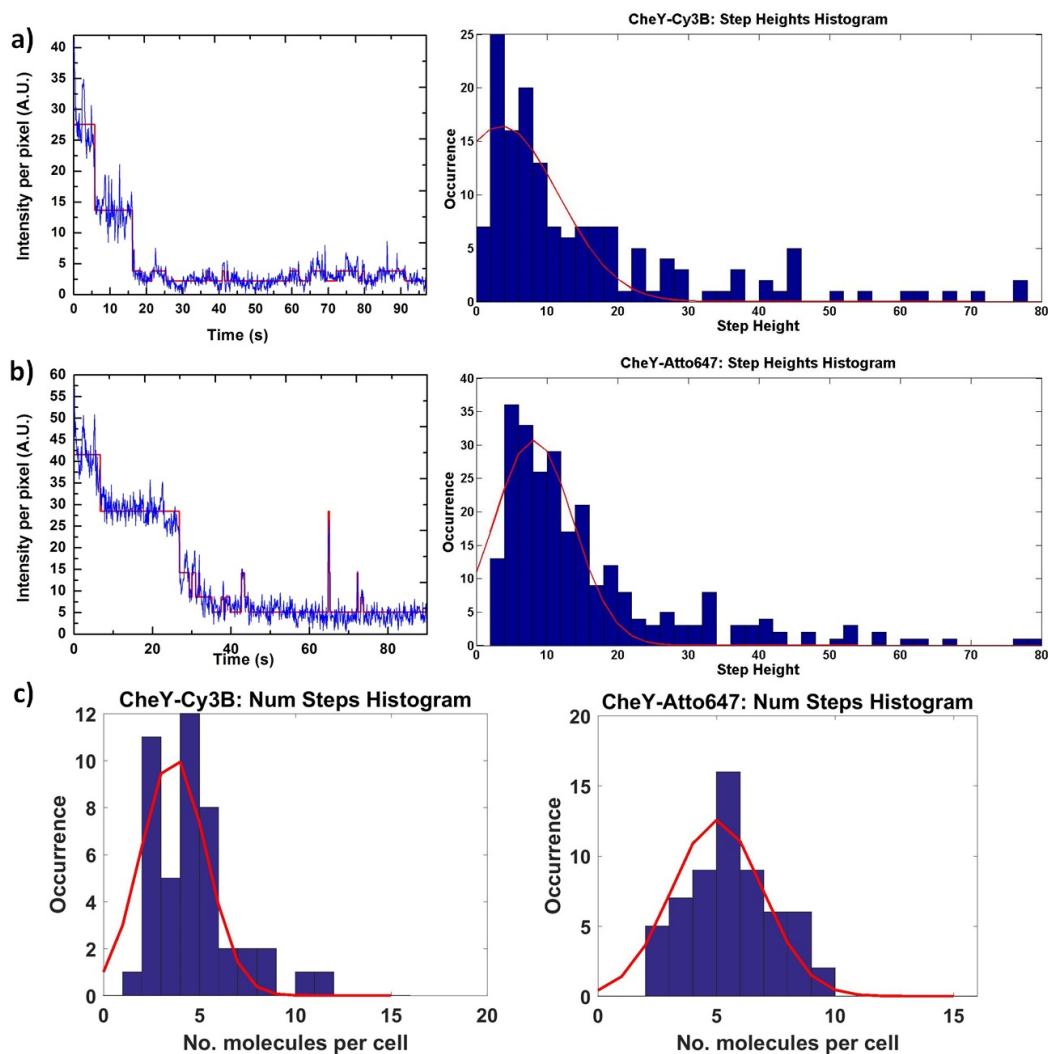 a)
42
40
35
30
25
20
15
10
5
0
Intensity per pixel (A.U.)
0 10 20 30 40 50 60 70 80 90
Time (s)
CheY-Cy3B: Step Heights Histogram
25
20
15
10
5
0
Occurrence
0 10 20 30 40 50 60 70 80
Step Height
b)
60
55
50
45
40
35
30
25
20
15
10
5
0
Intensity per pixel (A.U.)
0 20 40 60 80
Time (s)
CheY-Atto647: Step Heights Histogram
40
35
30
25
20
15
10
5
0
Occurrence
0 10 20 30 40 50 60 70 80
Step Height
c)
CheY-Cy3B: Num Steps Histogram
12
10
8
6
4
2
0
Occurrence
0 5 10 15 20
No. molecules per cell
CheY-Atto647: Num Steps Histogram
20
15
10
5
0
Occurrence
0 5 10 15
No. molecules per cell